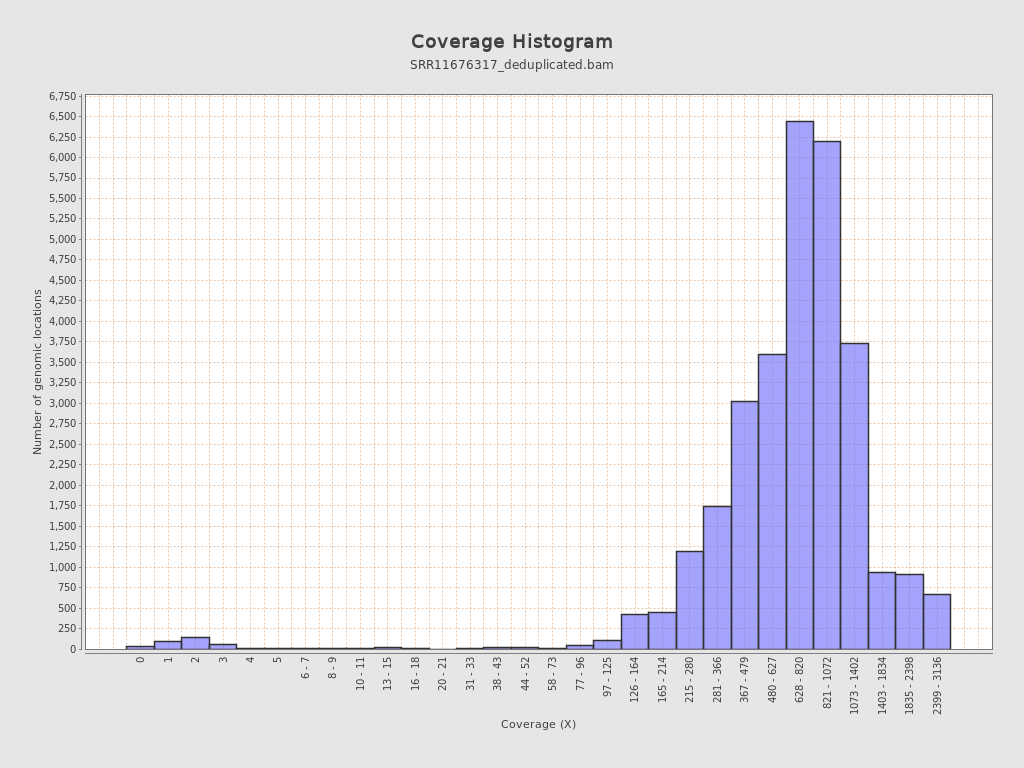 Coverage Histogram
SRR11676317_deduplicated.bam
6,750
6,500
6,250
6,000
5,750
5,500
5,250
5,000
4,750
4,500
4,250
4,000
3,750
3,500
3,250
3,000
2,750
2,500
2,250
2,000
1,750
1,500
1,250
1,000
750
500
250
0
Number of genomic locations
0
1
2
3
4
5
6 - 7
8 - 9
10 - 11
13 - 15
16 - 18
20 - 21
31 - 33
38 - 43
44 - 52
58 - 73
77 - 96
97 - 125
126 - 164
165 - 214
215 - 280
281 - 366
367 - 479
480 - 627
628 - 820
821 - 1072
1073 - 1402
1403 - 1834
1835 - 2398
2399 - 3136
Coverage (X)